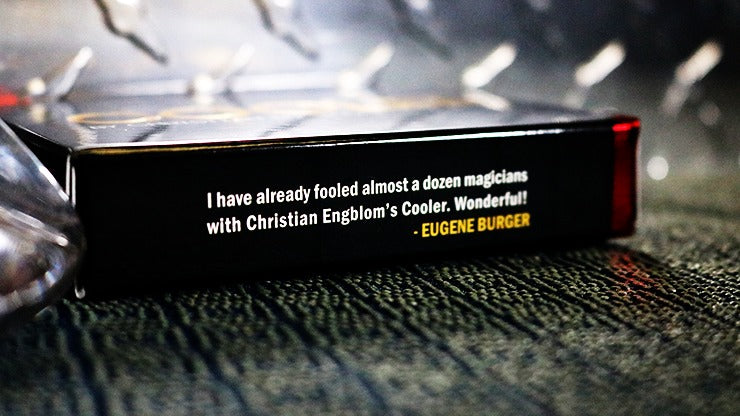 I have already fooled almost a dozen magicians
with Christian Engblom's Cooler. Wonderful!
- EUGENE BURGER